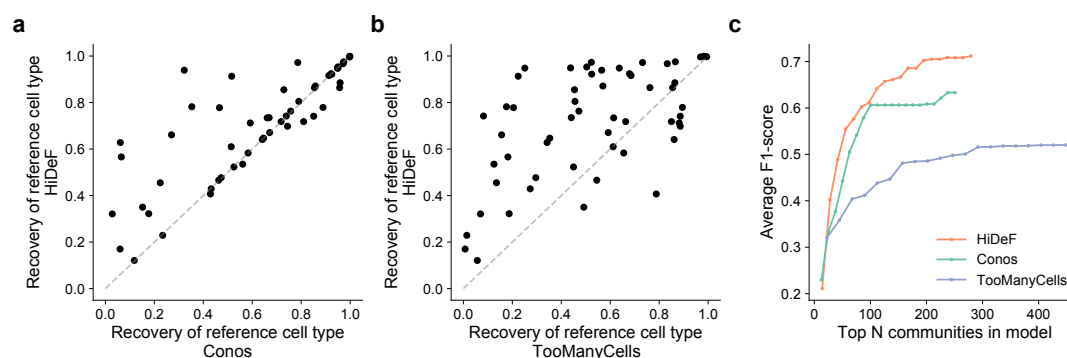 a
Recovery of reference cell type
HiDeF
1.0
0.8
0.6
0.4
0.2
0.0
0.0 0.2 0.4 0.6 0.8 1.0
Recovery of reference cell type
Conos
b
Recovery of reference cell type
HiDeF
1.0
0.8
0.6
0.4
0.2
0.0
0.0 0.2 0.4 0.6 0.8 1.0
Recovery of reference cell type
TooManyCells
c
Average F1-score
0.7
0.6
0.5
0.4
0.3
0.2
HiDeF
Conos
TooManyCells
0 100 200 300 400
Top N communities in model